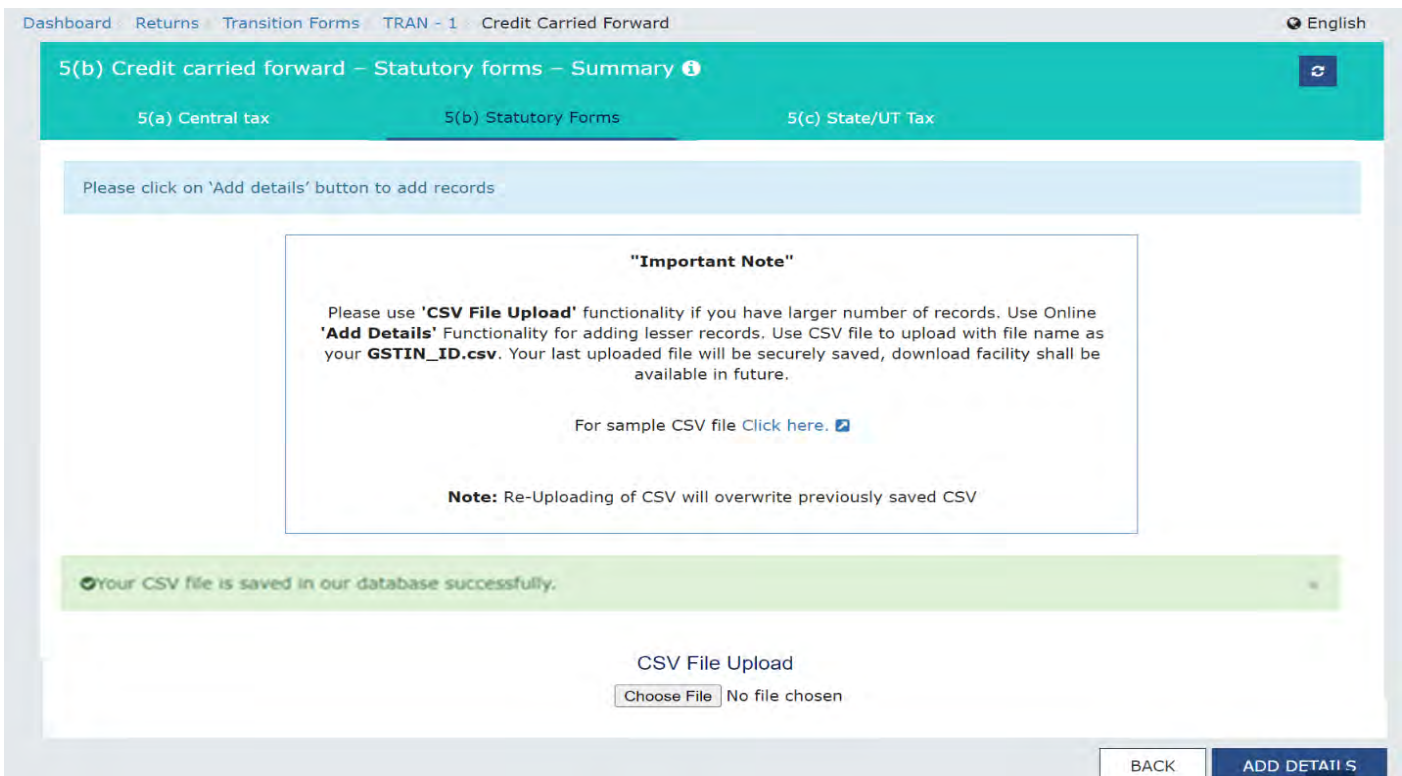 Dashboard Returns Transition Forms TRAN - 1 Credit Carried Forward English
5(b) Credit carried forward – Statutory forms – Summary
5(a) Central tax 5(b) Statutory Forms 5(c) State/UT Tax
Please click on 'Add details' button to add records
"Important Note"
Please use 'CSV File Upload' functionality if you have larger number of records. Use Online
'Add Details' Functionality for adding lesser records. Use CSV file to upload with file name as
your GSTIN_ID.csv. Your last uploaded file will be securely saved, download facility shall be
available in future.
For sample CSV file Click here.
Note: Re-Uploading of CSV will overwrite previously saved CSV
Your CSV file is saved in our database successfully.
CSV File Upload
Choose File No file chosen
BACK ADD DETAILS